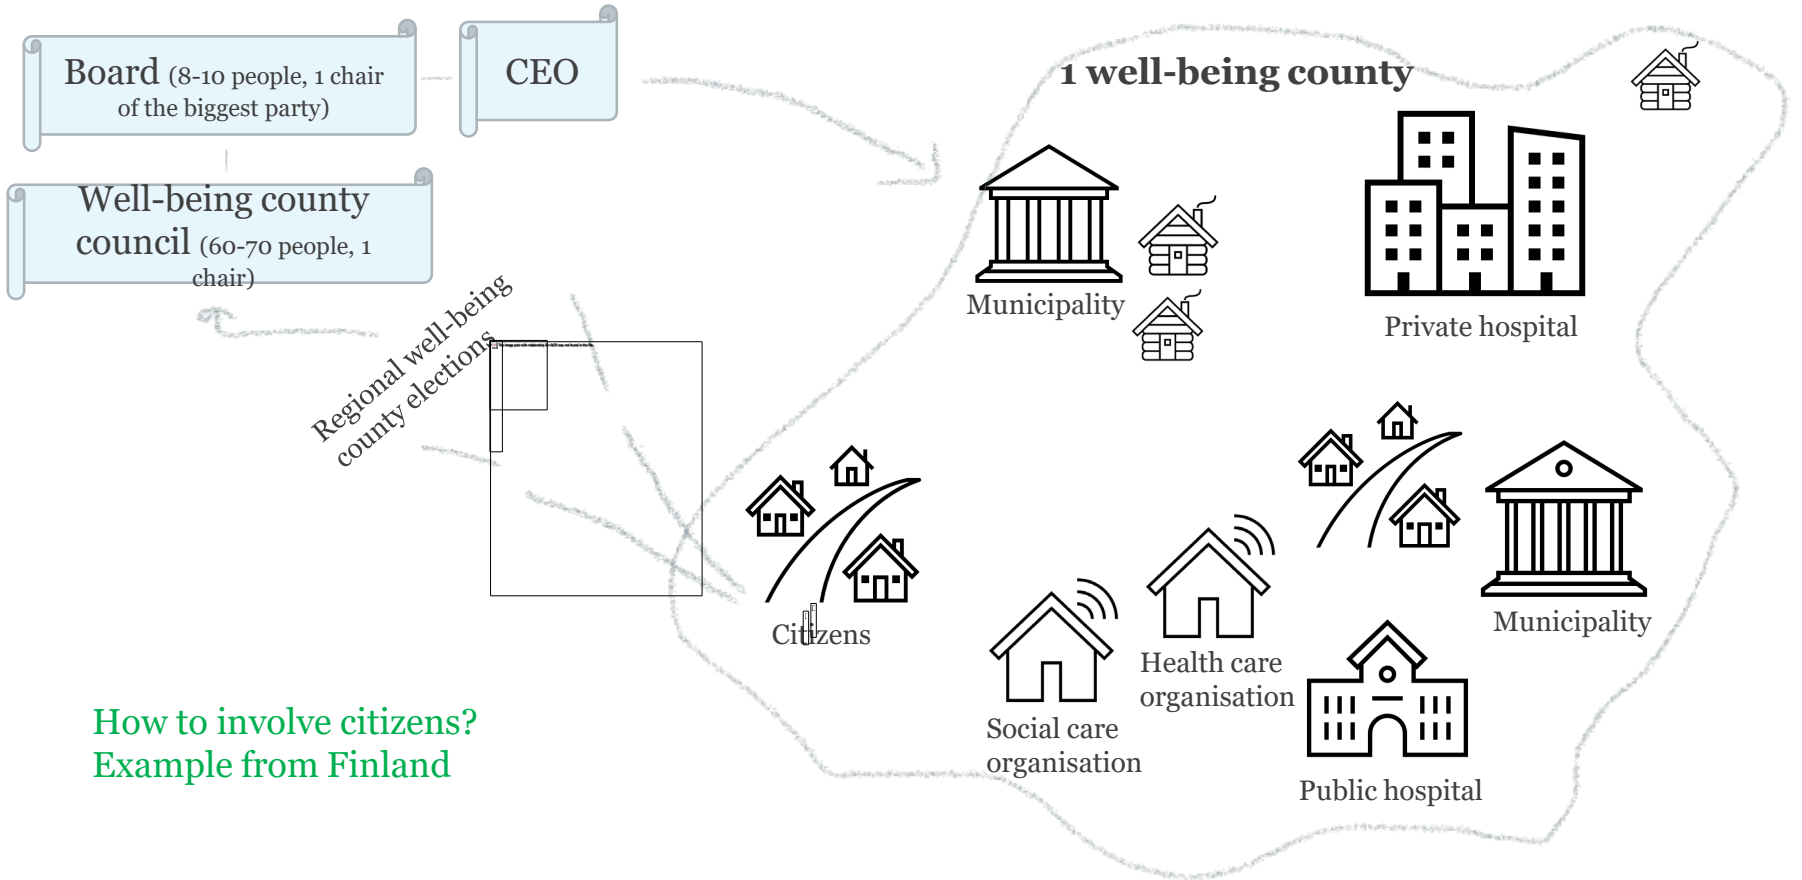 Board (8-10 people, 1 chair
of the biggest party)
CEO
Well-being county
council (60-70 people, 1
chair)
Regional well-being
county elections
1 well-being county
Municipality
Private hospital
Citizens
Social care
organisation
Health care
organisation
Municipality
Public hospital
How to involve citizens?
Example from Finland